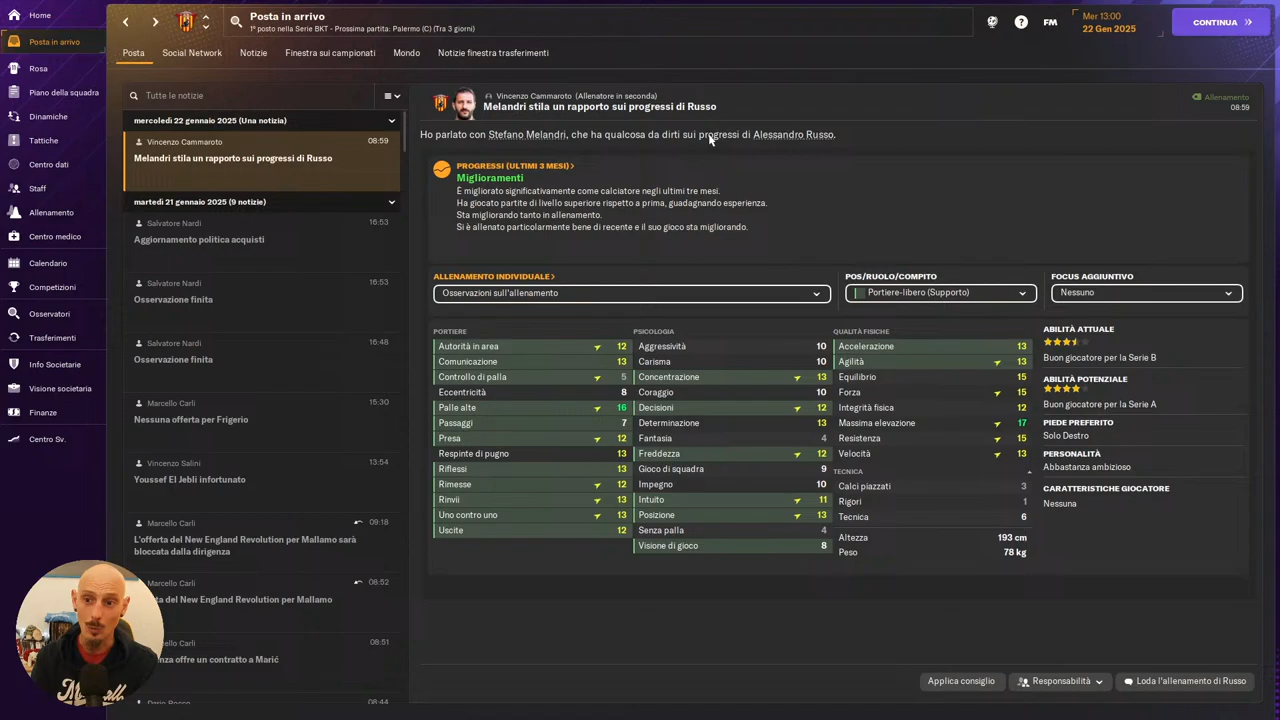 Home
Posta in arrivo
Rosa
Piano della squadra
Dinamiche
Tattiche
Centro dati
Staff
Allenamento
Centro medico
Calendario
Competizioni
Osservatori
Trasferimenti
Info Societarie
Visione societaria
Finanze
Centro Sv.
Posta in arrivo
1º posto nella Serie BKT - Prossima partita: Palermo (C) (Tra 3 giorni)
FM
Mer 13:00
22 Gen 2025
CONTINUA
Posta
Social Network
Notizie
Finestra sui campionati
Mondo
Notizie finestra trasferimenti
Tutte le notizie
mercoledì 22 gennaio 2025 (Una notizia)
Vincenzo Cammaroto 08:59
Melandri stila un rapporto sui progressi di Russo
martedì 21 gennaio 2025 (9 notizie)
Salvatore Nardi 16:53
Aggiornamento politica acquisti
Salvatore Nardi 16:53
Osservazione finita
Salvatore Nardi 16:48
Osservazione finita
Marcello Carli 15:30
Nessuna offerta per Frigerio
Vincenzo Salini 13:54
Youssef El Jebli infortunato
Marcello Carli 09:18
L'offerta del New England Revolution per Mallamo sarà
bloccata dalla dirigenza
Marcello Carli 08:52
del New England Revolution per Mallamo
Carli 08:51
offre un contratto a Marić
08:44
Vincenzo Cammaroto (Allenatore in seconda)
Melandri stila un rapporto sui progressi di Russo
Allenamento
08:59
Ho parlato con Stefano Melandri, che ha qualcosa da dirti sui progressi di Alessandro Russo.
PROGRESSI (ULTIMI 3 MESI)
Miglioramenti
È migliorato significativamente come calciatore negli ultimi tre mesi.
Ha giocato partite di livello superiore rispetto a prima, guadagnando esperienza.
Sta migliorando tanto in allenamento.
Si è allenato particolarmente bene di recente e il suo gioco sta migliorando.
ALLENAMENTO INDIVIDUALE
Osservazioni sull'allenamento
POS/RUOLO/COMPITO
Portiere-libero (Supporto)
FOCUS AGGIUNTIVO
Nessuno
PORTIERE
Autorità in area 12
Comunicazione 13
Controllo di palla 5
Eccentricità 8
Palle alte 16
Passaggi 7
Presa 12
Respinte di pugno 13
Riflessi 13
Rimesse 12
Rinvii 13
Uno contro uno 13
Uscite 12
PSICOLOGIA
Aggressività 10
Carisma 10
Concentrazione 13
Coraggio 10
Decisioni 12
Determinazione 13
Fantasia 4
Freddezza 12
Gioco di squadra 9
Impegno 10
Intuito 11
Posizione 13
Senza palla 4
Visione di gioco 8
QUALITÀ FISICHE
Accelerazione 13
Agilità 13
Equilibrio 15
Forza 15
Integrità fisica 12
Massima elevazione 17
Resistenza 15
Velocità 13
TECNICA
Calci piazzati 3
Rigori 1
Tecnica 6
Altezza 193 cm
Peso 78 kg
ABILITÀ ATTUALE
Buon giocatore per la Serie B
ABILITÀ POTENZIALE
Buon giocatore per la Serie A
PIEDE PREFERITO
Solo Destro
PERSONALITÀ
Abbastanza ambizioso
CARATTERISTICHE GIOCATORE
Nessuna
Applica consiglio
Responsabilità
Loda l'allenamento di Russo